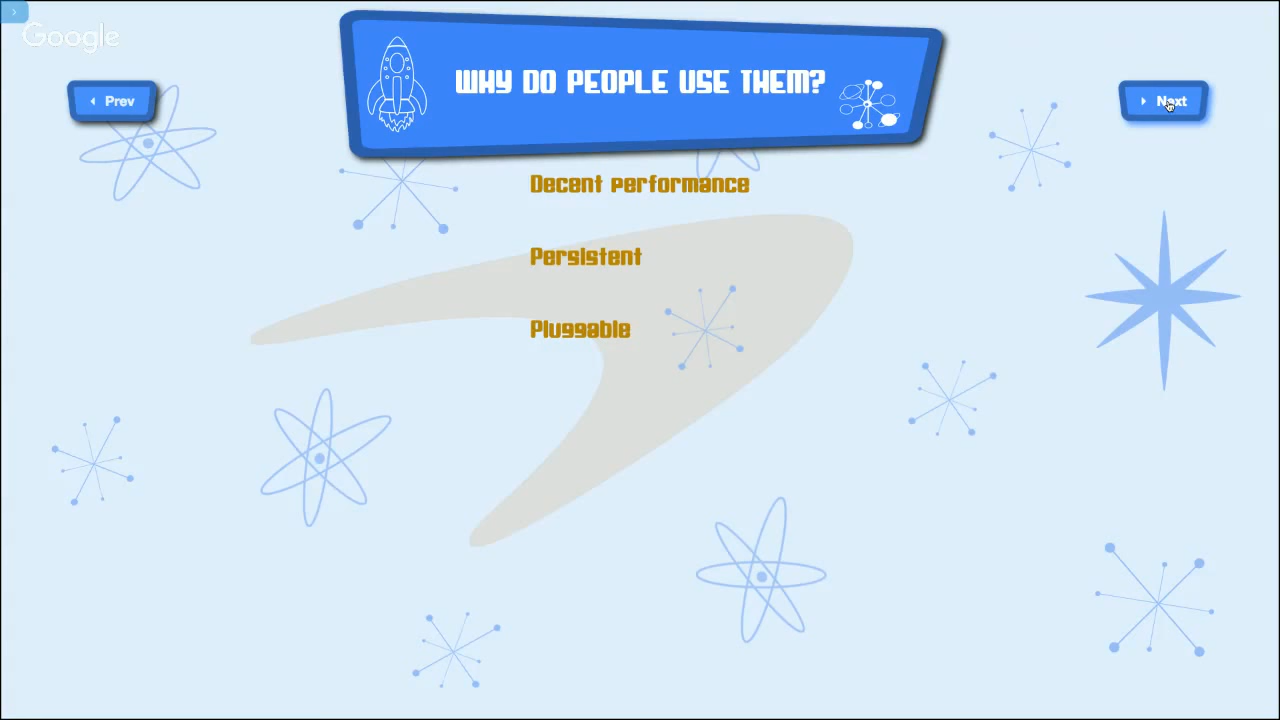 Google
WHY DO PEOPLE USE THEM?
Prev
Next
Decent performance
Persistent
Pluggable